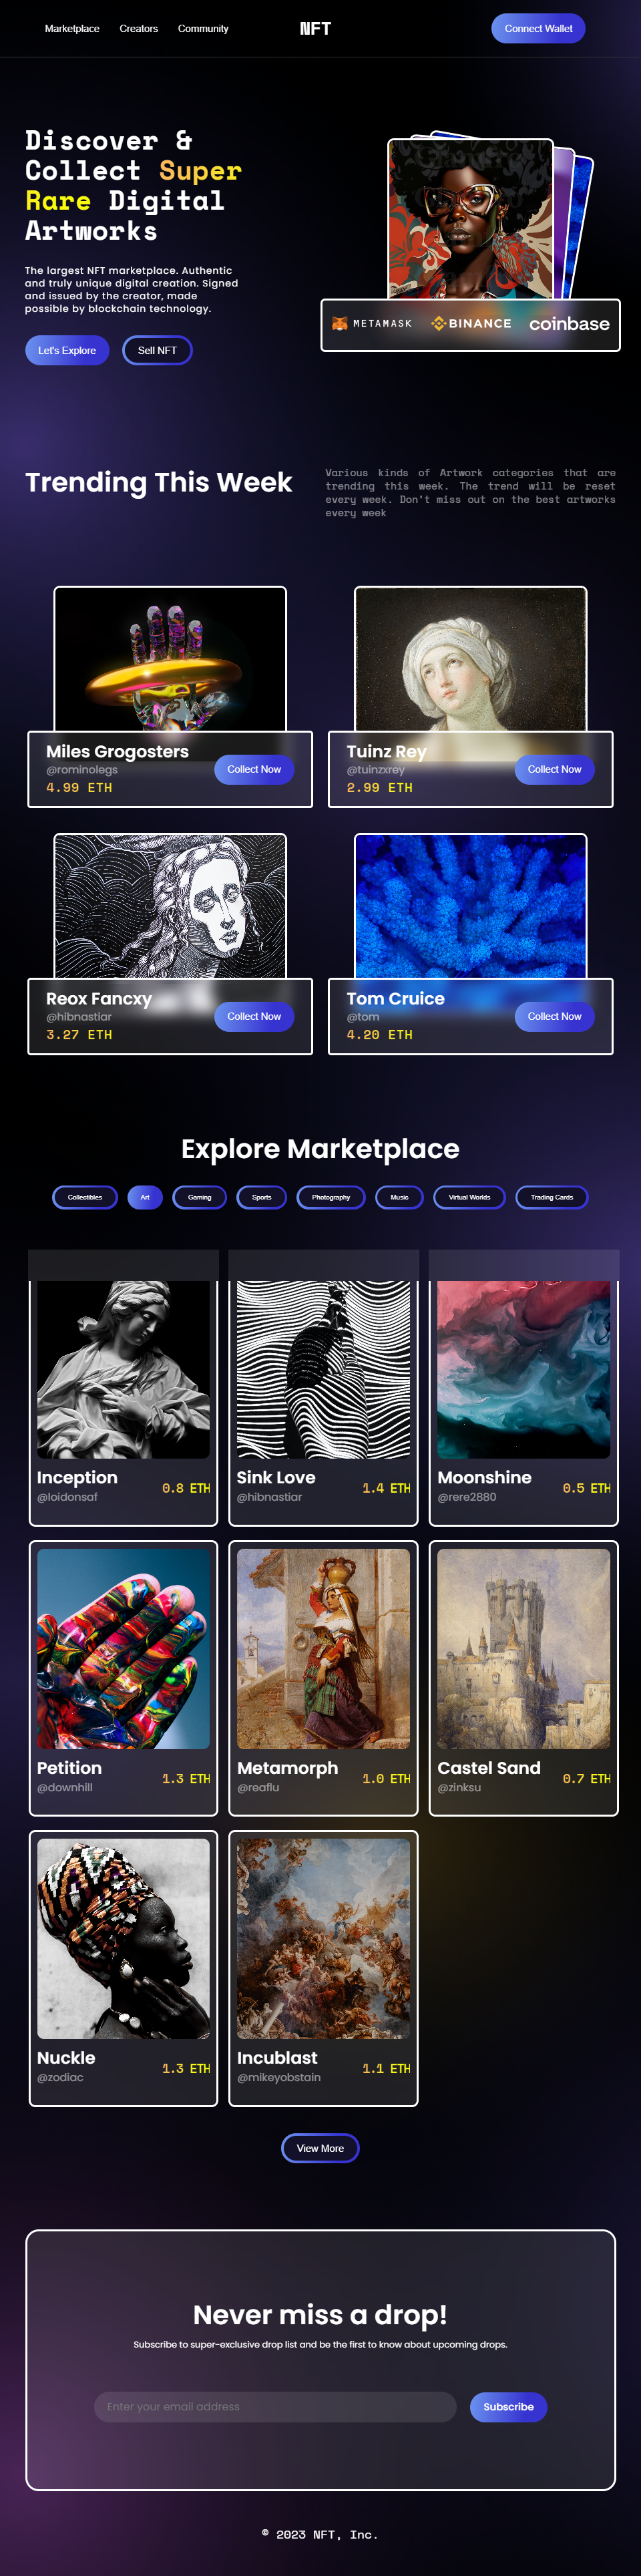 Marketplace Creators Community NFT Connect Wallet
Discover &
Collect Super
Rare Digital
Artworks
The largest NFT marketplace. Authentic
and truly unique digital creation. Signed
and issued by the creator, made
possible by blockchain technology.
Let's Explore Sell NFT
METAMASK BINANCE coinbase
Trending This Week
Various kinds of Artwork categories that are
trending this week. The trend will be reset
every week. Don't miss out on the best artworks
every week
Miles Grogosters
@rominolegs
4.99 ETH
Collect Now
Tuinz Rey
@tuinzxrey
2.99 ETH
Collect Now
Reox Fancxy
@hibnastiar
3.27 ETH
Collect Now
Tom Cruice
@tom
4.20 ETH
Collect Now
Explore Marketplace
Collectibles Art Gaming Sports Photography Music Virtual Worlds Trading Cards
Inception
@loidonsaf
0.8 ETH
Sink Love
@hibnastiar
1.4 ETH
Moonshine
@rere2880
0.5 ETH
Petition
@downhill
1.3 ETH
Metamorph
@reaflu
1.0 ETH
Castel Sand
@zinksu
0.7 ETH
Nuckle
@zodiac
1.3 ETH
Incublast
@mikeyobstain
1.1 ETH
View More
Never miss a drop!
Subscribe to super-exclusive drop list and be the first to know about upcoming drops.
Enter your email address Subscribe
© 2023 NFT, Inc.